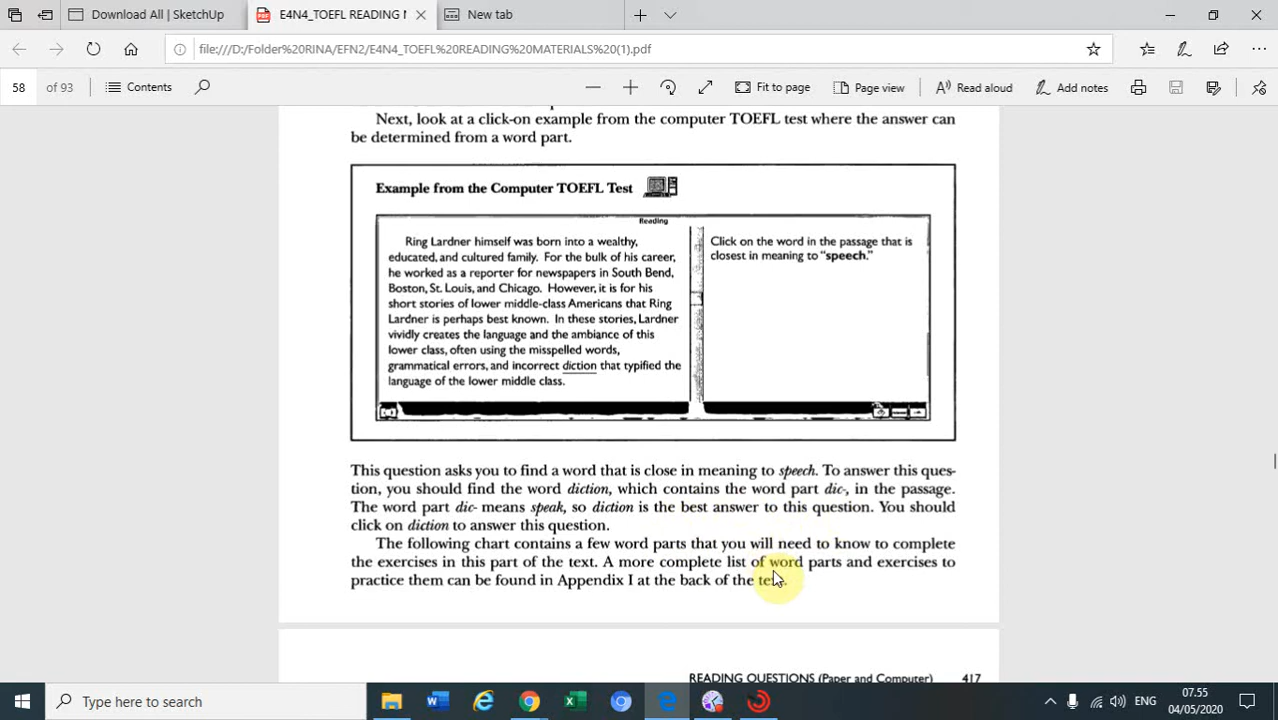 Download All | SketchUp
E4N4_TOEFL READING M
New tab
file:///D:/Folder%20RINA/EFN2/E4N4_TOEFL%20READING%20MATERIALS%20(1).pdf
58 of 93
Contents
Fit to page
Page view
Read aloud
Add notes
Next, look at a click-on example from the computer TOEFL test where the answer can
be determined from a word part.
Example from the Computer TOEFL Test
Reading
Ring Lardner himself was born into a wealthy,
educated, and cultured family. For the bulk of his career,
he worked as a reporter for newspapers in South Bend,
Boston, St. Louis, and Chicago. However, it is for his
short stories of lower middle-class Americans that Ring
Lardner is perhaps best known. In these stories, Lardner
vividly creates the language and the ambiance of this
lower class, often using the misspelled words,
grammatical errors, and incorrect diction that typified the
language of the lower middle class.
Click on the word in the passage that is
closest in meaning to "speech."
This question asks you to find a word that is close in meaning to speech. To answer this ques-
tion, you should find the word diction, which contains the word part dic-, in the passage.
The word part dic- means speak, so diction is the best answer to this question. You should
click on diction to answer this question.
The following chart contains a few word parts that you will need to know to complete
the exercises in this part of the text. A more complete list of word parts and exercises to
practice them can be found in Appendix I at the back of the text.
READING QUESTIONS (Paper and Computer) 417
Type here to search
ENG
07.55
04/05/2020